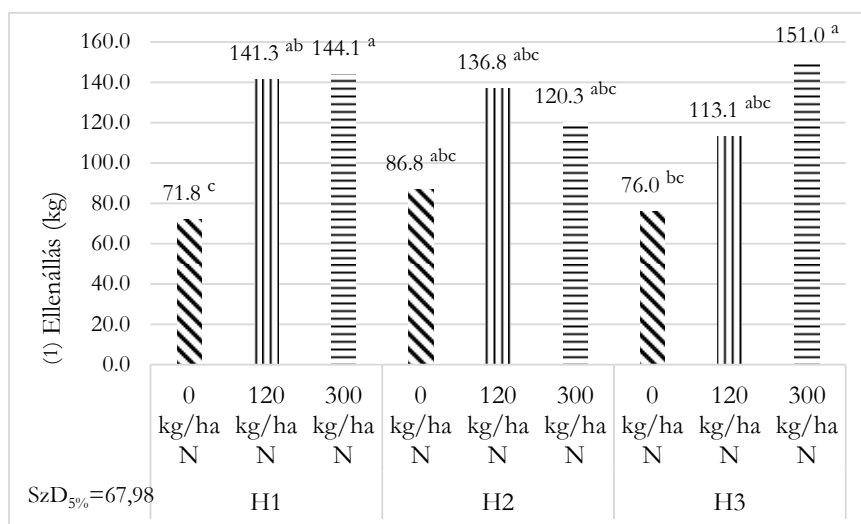 (1) Ellenállás (kg)
160.0
140.0
120.0
100.0
80.0
60.0
40.0
20.0
0.0
71.8 c
141.3 ab
144.1 a
86.8 abc
136.8 abc
120.3 abc
76.0 bc
113.1 abc
151.0 a
0 120 300 0 120 300 0 120 300
kg/ha kg/ha kg/ha kg/ha kg/ha kg/ha kg/ha kg/ha kg/ha
N N N N N N N N N
SzD5%=67,98 H1 H2 H3